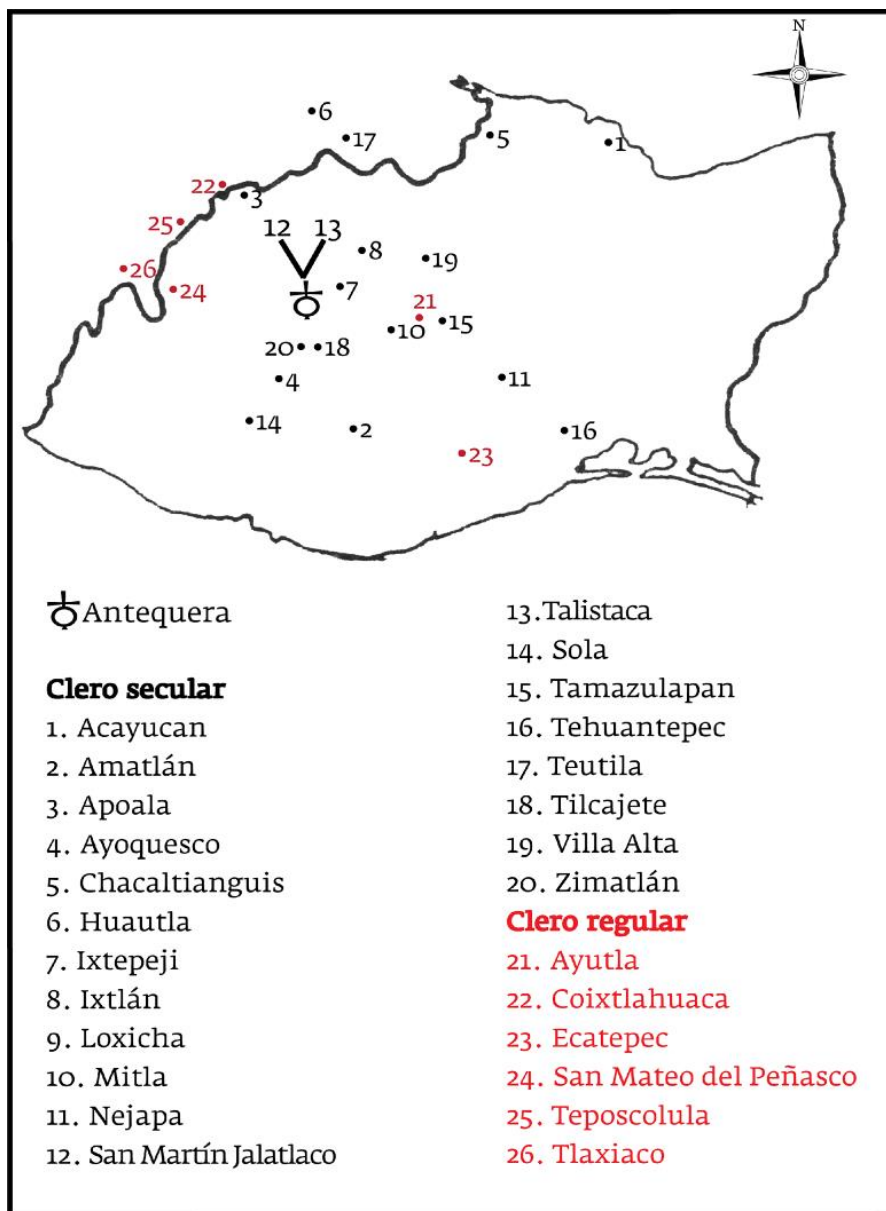 N
6
17
5
1
22
3
25
12 13
8
19
26
24
7
21
10
15
20 18
4
11
14
2
16
23
Antequera
Clero secular
1. Acayucan
2. Amatlán
3. Apoala
4. Ayoquesco
5. Chacaltianguis
6. Huautla
7. Ixtepeji
8. Ixtlán
9. Loxicha
10. Mitla
11. Nejapa
12. San Martín Jalatlaco
13.Talistaca
14. Sola
15. Tamazulapan
16. Tehuantepec
17. Teutila
18. Tilcajete
19. Villa Alta
20. Zimatlán
Clero regular
21. Ayutla
22. Coixtlahuaca
23. Ecatepec
24. San Mateo del Peñasco
25. Teposcolula
26. Tlaxiaco